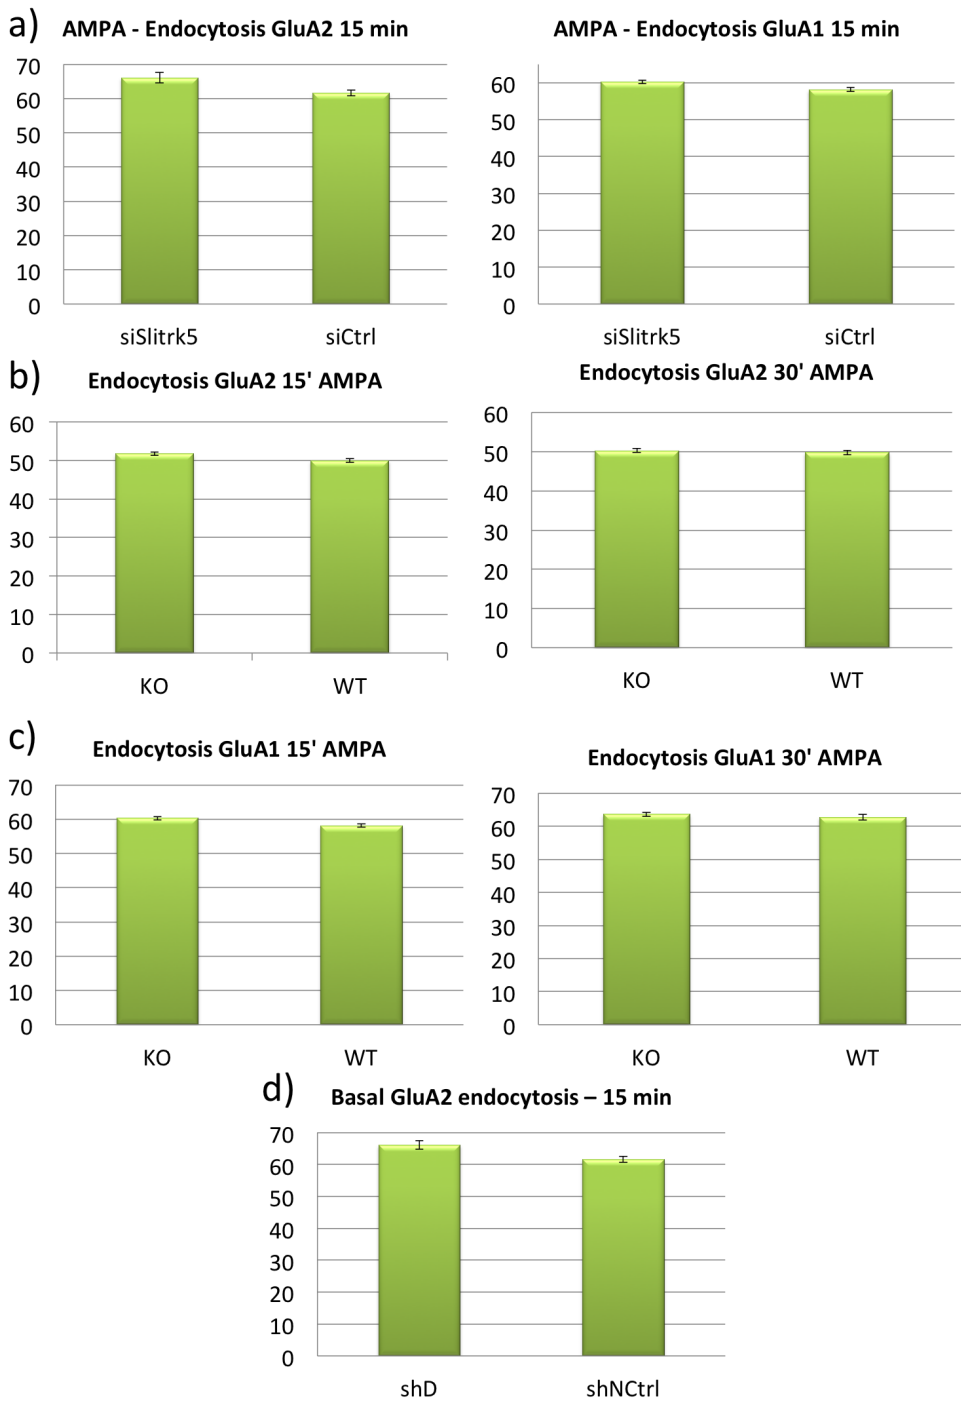 a)
AMPA - Endocytosis GluA2 15 min
70
60
50
40
30
20
10
0
siSlitrk5 siCtrl
AMPA - Endocytosis GluA1 15 min
60
50
40
30
20
10
0
siSlitrk5 siCtrl
b)
Endocytosis GluA2 15' AMPA
60
50
40
30
20
10
0
KO WT
Endocytosis GluA2 30' AMPA
60
50
40
30
20
10
0
KO WT
c)
Endocytosis GluA1 15' AMPA
70
60
50
40
30
20
10
0
KO WT
Endocytosis GluA1 30' AMPA
70
60
50
40
30
20
10
0
KO WT
d)
Basal GluA2 endocytosis – 15 min
70
60
50
40
30
20
10
0
shD shNCtrl